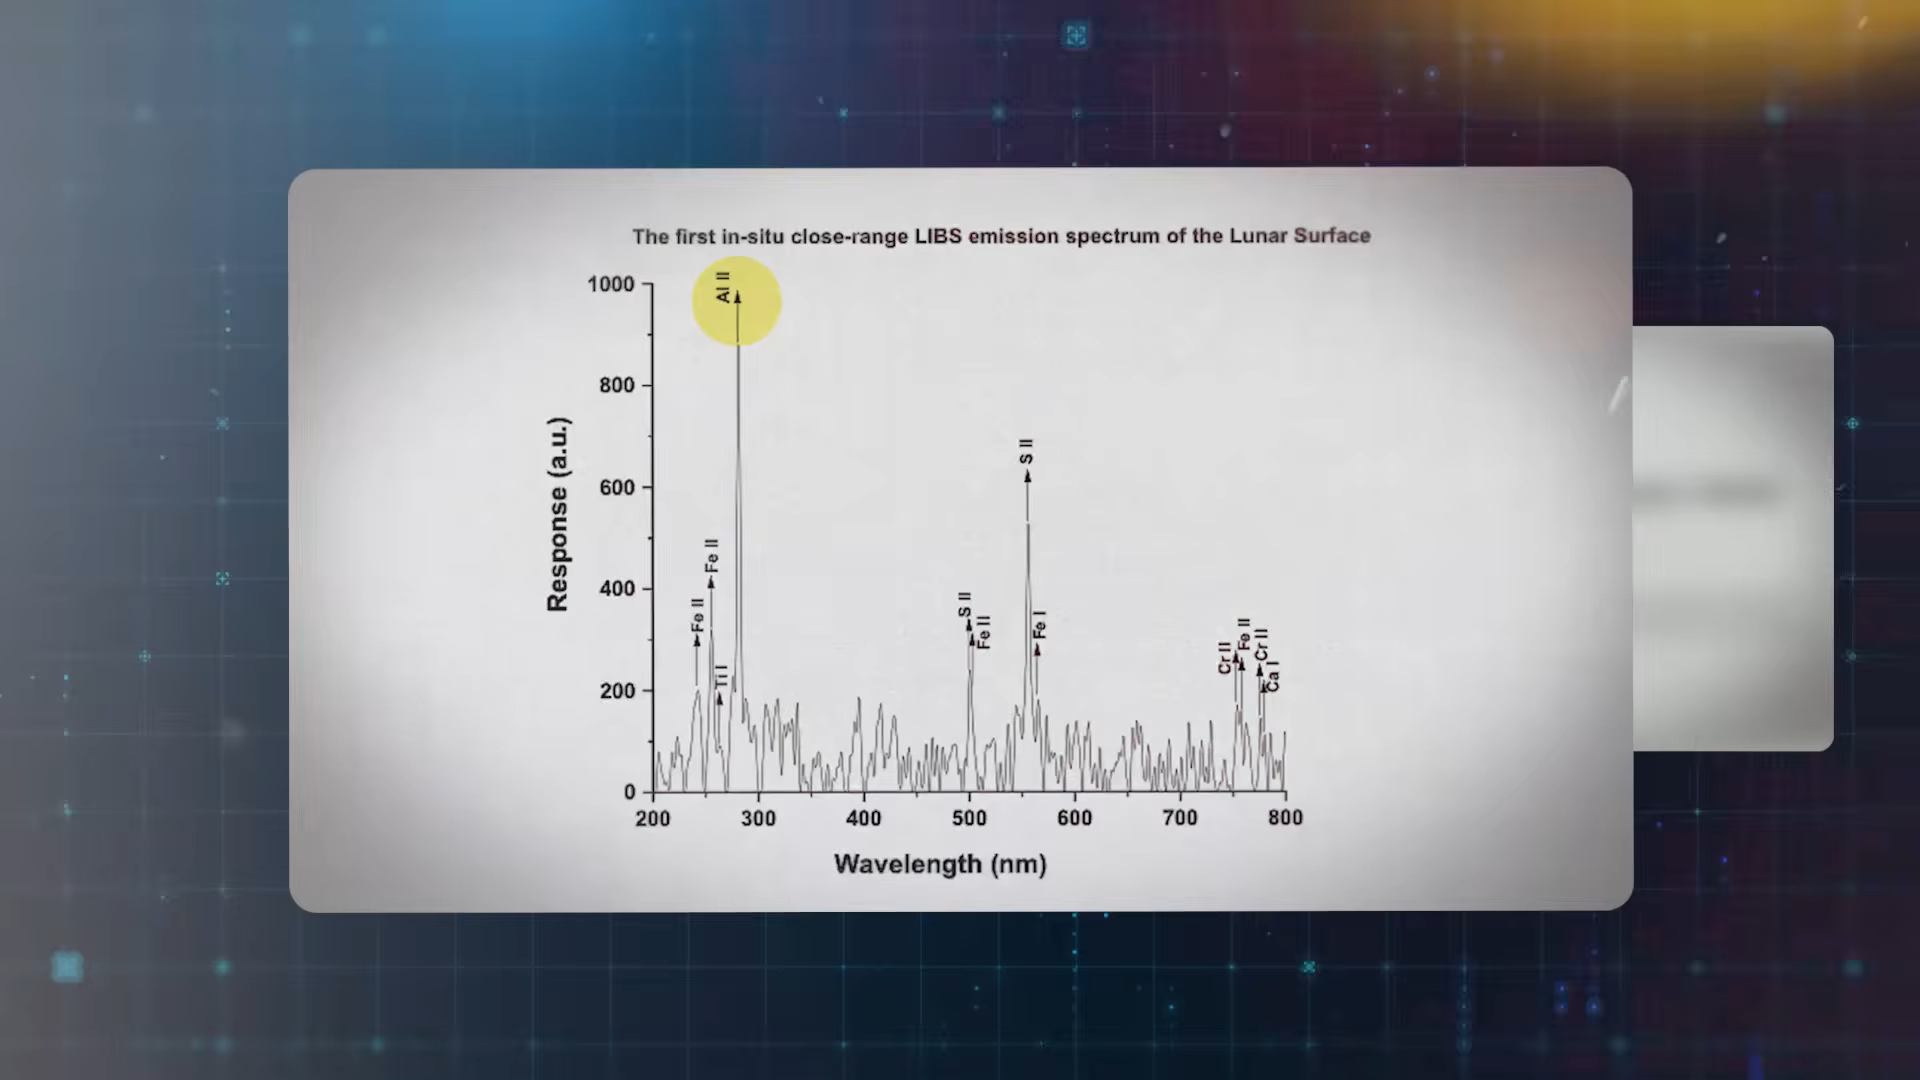 The first in-situ close-range LIBS emission spectrum of the Lunar Surface
1000
800
600
400
200
0
Response (a.u.)
Fe II
Fe II
Ti I
Al II
S II
Fe II
S II
Fe I
Cr II
Fe II
Cr II
Ca I
200 300 400 500 600 700 800
Wavelength (nm)